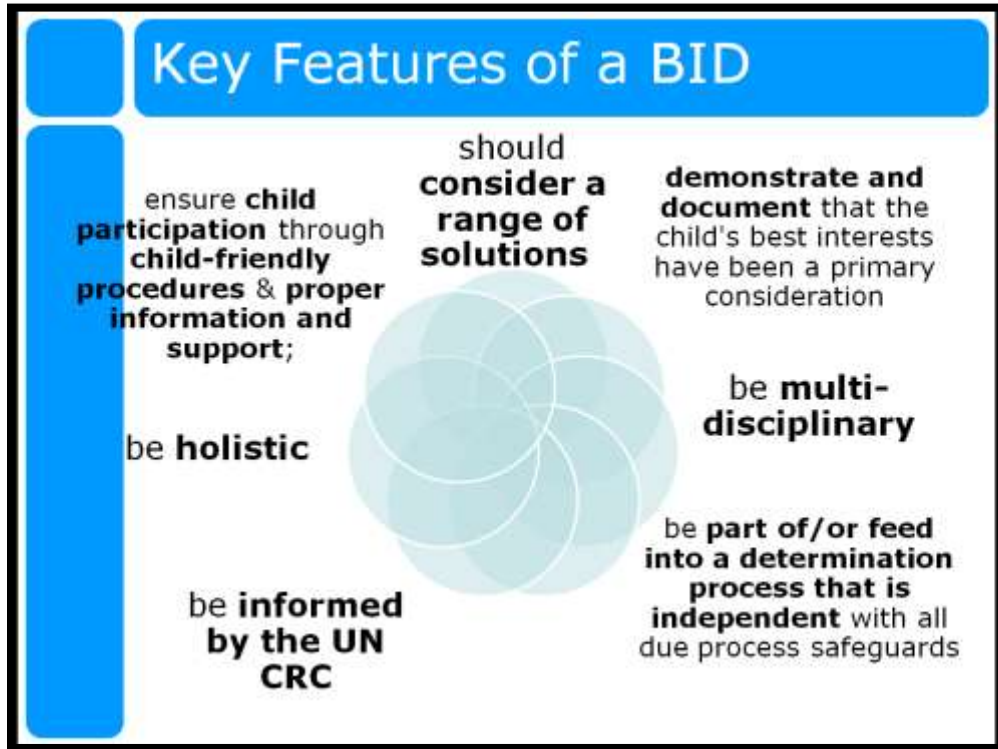 Key Features of a BID
should
consider a
range of
solutions
demonstrate and
document that the
child's best interests
have been a primary
consideration
be multi-
disciplinary
be part of/or feed
into a determination
process that is
independent with all
due process safeguards
be informed
by the UN
CRC
be holistic
ensure child
participation through
child-friendly
procedures & proper
information and
support;